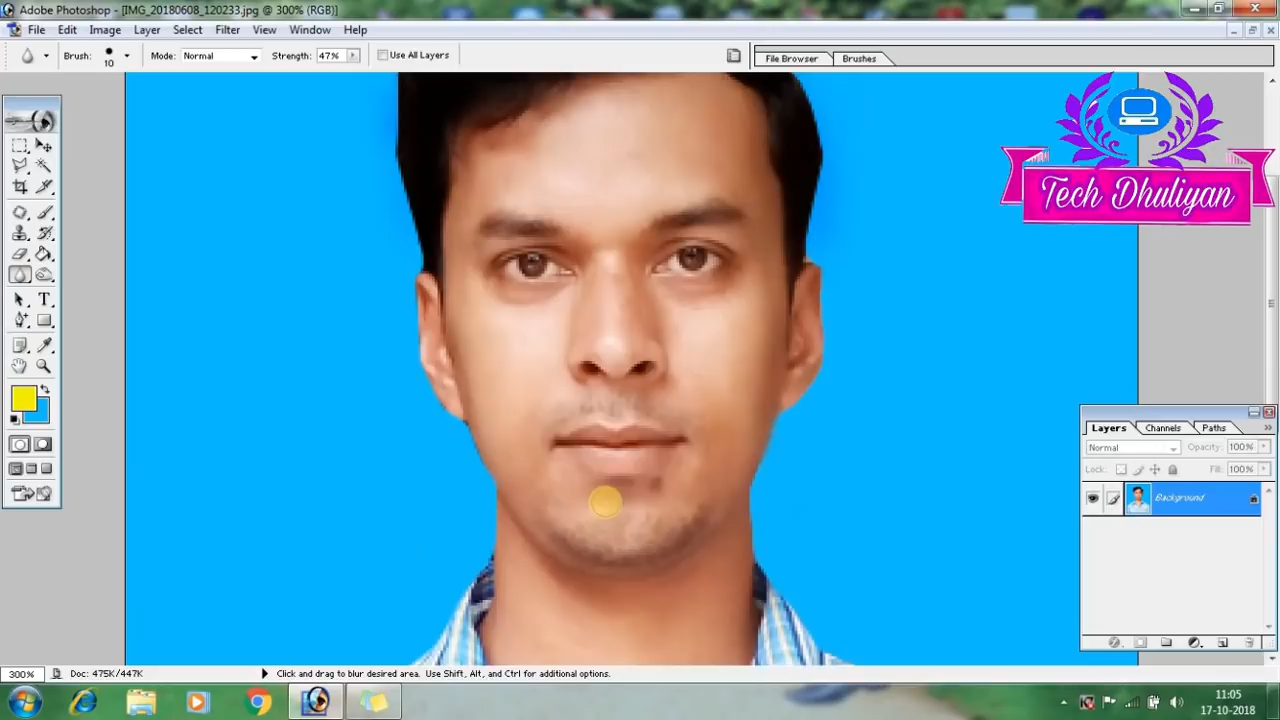 Adobe Photoshop - [IMG_20180608_120233.jpg @ 300% (RGB)]
File Edit Image Layer Select Filter View Window Help
Brush: 10 Mode: Normal Strength: 47% Use All Layers File Browser Brushes
Tech Dhuliyan
T
Layers Channels Paths
Normal Opacity: 100%
Lock: Fill: 100%
Background
300% Doc: 475K/447K Click and drag to blur desired area. Use Shift, Alt, and Ctrl for additional options.
11:05
17-10-2018